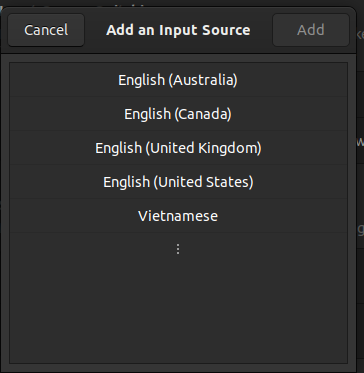 Cancel
Add an Input Source
Add
English (Australia)
English (Canada)
English (United Kingdom)
English (United States)
Vietnamese
⋮